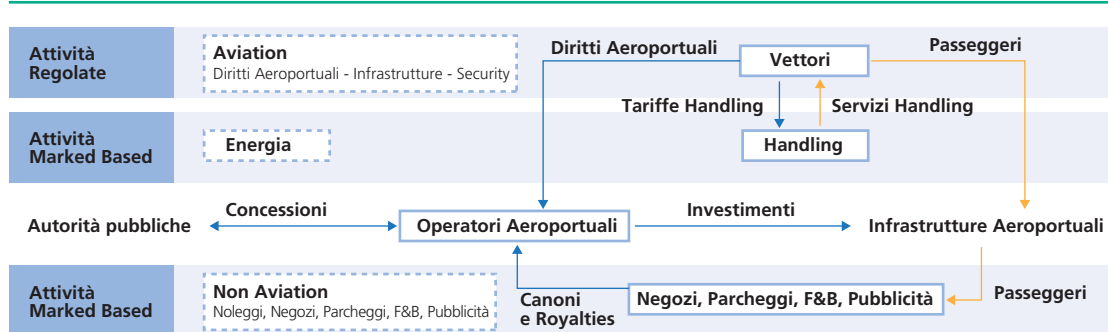 Attività
Regolate
Aviation
Diritti Aeroportuali - Infrastrutture - Security
Diritti Aeroportuali
Vettori
Passeggeri
Tariffe Handling
Servizi Handling
Attività
Marked Based
Energia
Handling
Autorità pubbliche
Concessioni
Operatori Aeroportuali
Investimenti
Infrastrutture Aeroportuali
Attività
Marked Based
Non Aviation
Noleggi, Negozi, Parcheggi, F&B, Pubblicità
Canoni
e Royalties
Negozi, Parcheggi, F&B, Pubblicità
Passeggeri